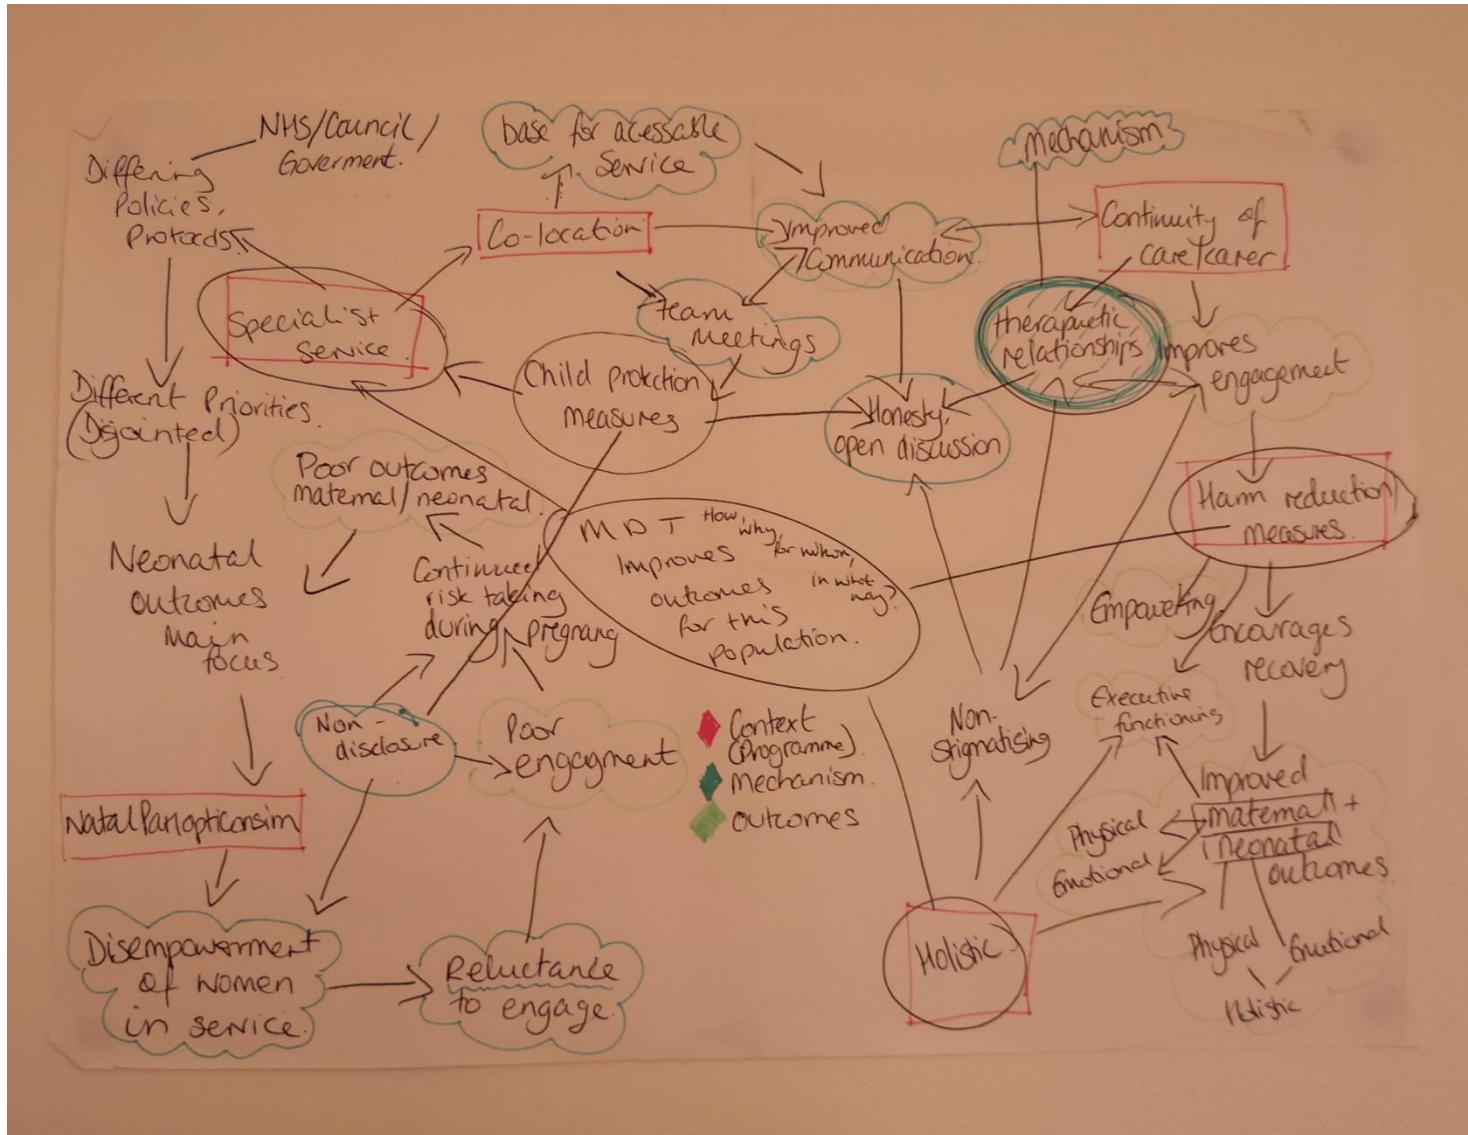 NHS/Council/
Goverment.
Differing
Policies,
Protocols
base for acessable
Service
mechanism
Co-location
Improved
Communication.
Continuity of
care/carer
Specialist
Service.
team
Meetings
therapuetic
relationships
improves
engagement
Child protction
measures
Honesty,
open discussion
Different Priorities.
(Disjointed)
Poor outcomes
maternal/neonatal.
Harm reduction
measures.
MDT
Improves
outcomes
for this
population.
How,
why,
for whom,
in what
way?
Neonatal
outcomes
main
focus
Continued
risk taking
during
pregnany
Empowering
Encourages
recovery
Executive
functioning
Non-
disclosure
Poor
engagment
Context
(Programme).
Mechanism.
outcomes
Non-
stigmatising
Improved
maternal +
neonatal
outcomes
Physical
Emotional
Natal Panopticonsim
Disempowerment
of women
in service.
Reluctance
to engage.
Holistic
Physical
Emotional
Holistic